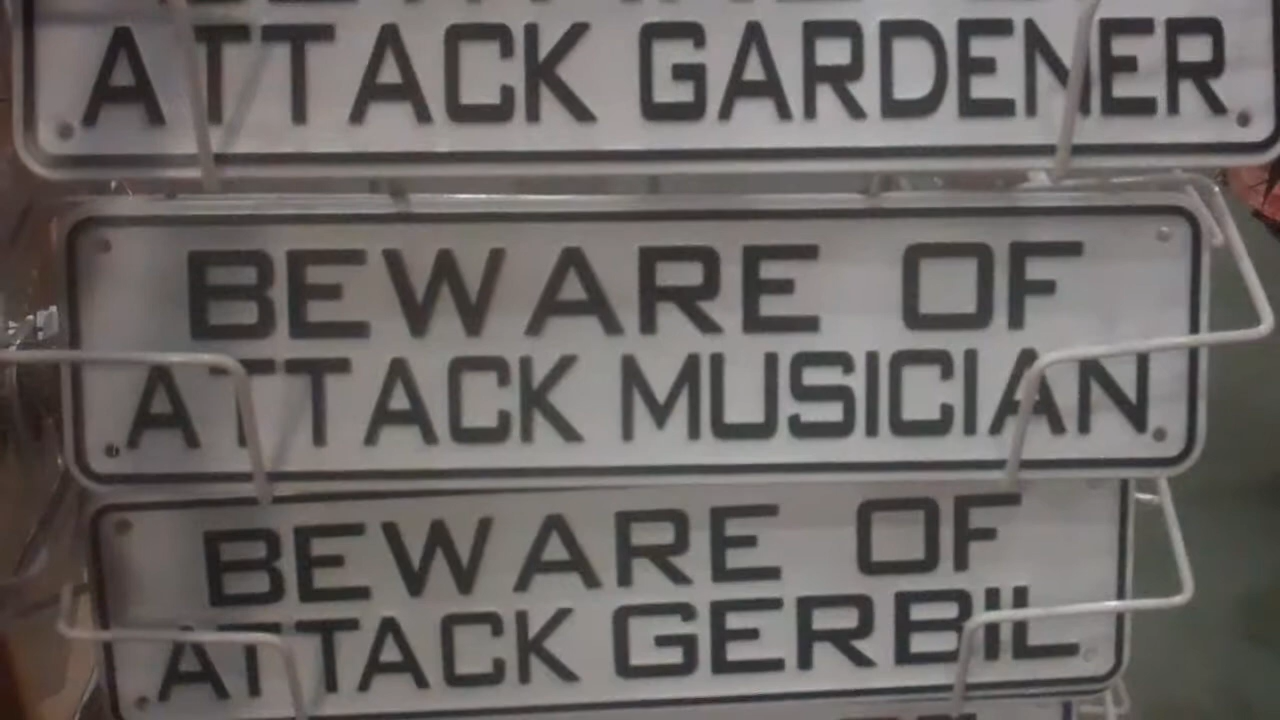 ATTACK GARDENER
BEWARE OF
ATTACK MUSICIAN
BEWARE OF
ATTACK GERBIL